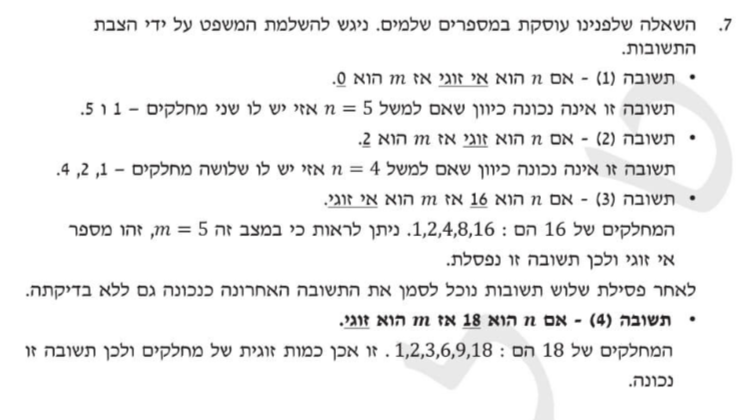 7. השאלה שלפנינו עוסקת במספרים שלמים. ניגש להשלמת המשפט על ידי הצבת
התשובות.
• תשובה (1) - אם n הוא אי זוגי אז m הוא 0.
תשובה זו אינה נכונה כיוון שאם למשל n = 5 אזי יש לו שני מחלקים – 1 ו 5.
• תשובה (2) - אם n הוא זוגי אז m הוא 2.
תשובה זו אינה נכונה כיוון שאם למשל n = 4 אזי יש לו שלושה מחלקים – 1, 2, 4.
• תשובה (3) - אם n הוא 16 אז m הוא אי זוגי.
המחלקים של 16 הם : 1,2,4,8,16. ניתן לראות כי במצב זה m = 5, זהו מספר
אי זוגי ולכן תשובה זו נפסלת.
לאחר פסילת שלוש תשובות נוכל לסמן את התשובה האחרונה כנכונה גם ללא בדיקתה.
• תשובה (4) - אם n הוא 18 אז m הוא זוגי.
המחלקים של 18 הם : 1,2,3,6,9,18 . זו אכן כמות זוגית של מחלקים ולכן תשובה זו
נכונה.